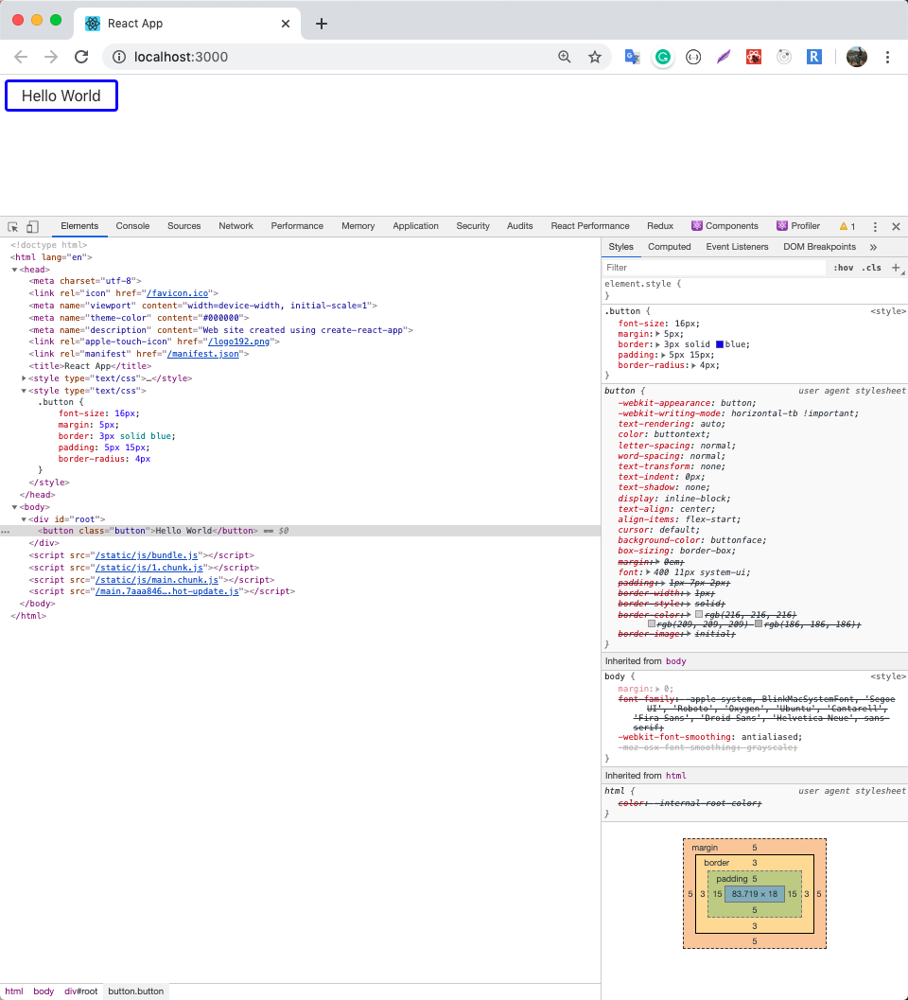 React App
localhost:3000
Hello World
Elements Console Sources Network Performance Memory Application Security Audits React Performance Redux Components Profiler 1
<!doctype html>
<html lang="en">
<head>
<meta charset="utf-8">
<link rel="icon" href="/favicon.ico">
<meta name="viewport" content="width=device-width, initial-scale=1">
<meta name="theme-color" content="#000000">
<meta name="description" content="Web site created using create-react-app">
<link rel="apple-touch-icon" href="/logo192.png">
<link rel="manifest" href="/manifest.json">
<title>React App</title>
<style type="text/css">…</style>
<style type="text/css">
.button {
font-size: 16px;
margin: 5px;
border: 3px solid blue;
padding: 5px 15px;
border-radius: 4px
}
</style>
</head>
<body>
<div id="root">
<button class="button">Hello World</button> == $0
</div>
<script src="/static/js/bundle.js"></script>
<script src="/static/js/1.chunk.js"></script>
<script src="/static/js/main.chunk.js"></script>
<script src="/main.7aaa846….hot-update.js"></script>
</body>
</html>
html body div#root button.button
Styles Computed Event Listeners DOM Breakpoints »
Filter :hov .cls +
element.style {
}
.button { <style>
font-size: 16px;
margin: 5px;
border: 3px solid blue;
padding: 5px 15px;
border-radius: 4px;
}
button { user agent stylesheet
-webkit-appearance: button;
-webkit-writing-mode: horizontal-tb !important;
text-rendering: auto;
color: buttontext;
letter-spacing: normal;
word-spacing: normal;
text-transform: none;
text-indent: 0px;
text-shadow: none;
display: inline-block;
text-align: center;
align-items: flex-start;
cursor: default;
background-color: buttonface;
box-sizing: border-box;
margin: 0em;
font: 400 11px system-ui;
padding: 1px 7px 2px;
border-width: 1px;
border-style: solid;
border-color: rgb(216, 216, 216)
rgb(209, 209, 209) rgb(186, 186, 186);
border-image: initial;
}
Inherited from body
body { <style>
margin: 0;
font-family: -apple-system, BlinkMacSystemFont, 'Segoe
UI', 'Roboto', 'Oxygen', 'Ubuntu', 'Cantarell',
'Fira Sans', 'Droid Sans', 'Helvetica Neue', sans-
serif;
-webkit-font-smoothing: antialiased;
-moz-osx-font-smoothing: grayscale;
}
Inherited from html
html { user agent stylesheet
color: -internal-root-color;
}
margin 5
border 3
padding 5
5 3 15 83.719 × 18 15 3 5
5
3
5